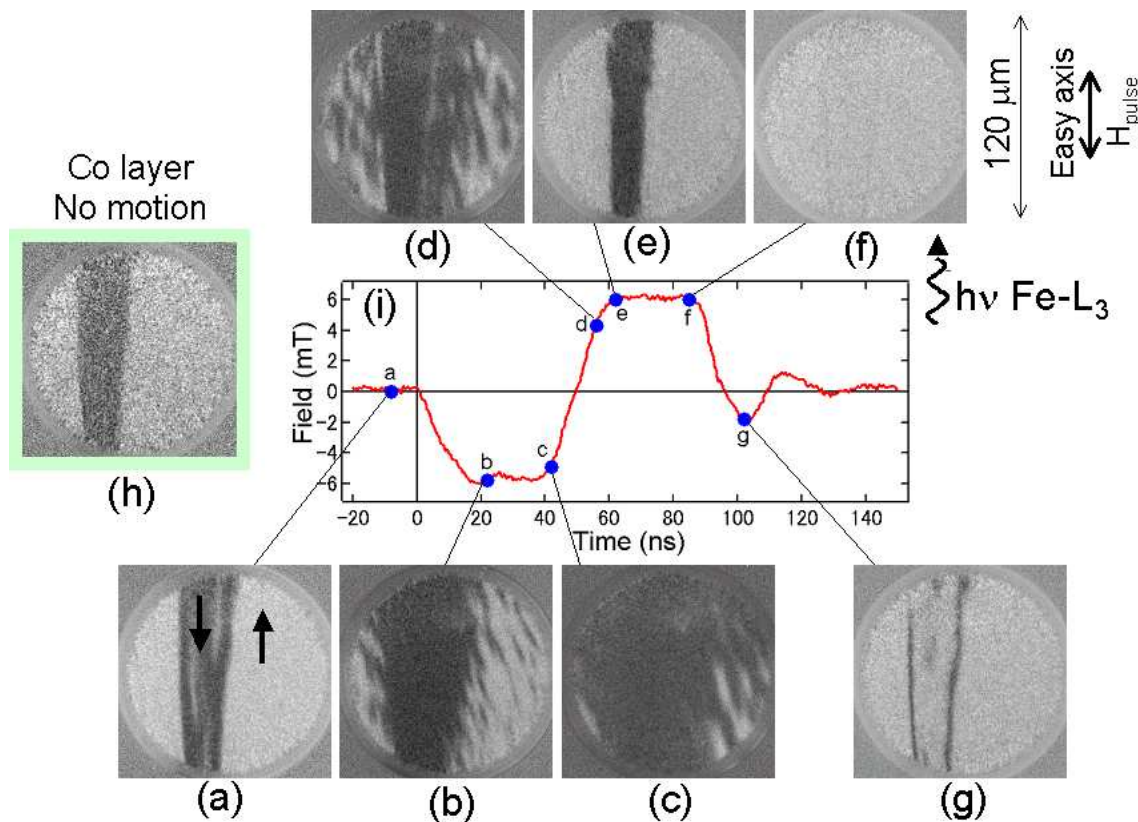 (d)
(e)
(f)
120 μm
Easy axis
H_pulse
Co layer
No motion
(h)
(i)
hν Fe-L₃
Field (mT)
6
4
2
0
-2
-4
-6
a
b
c
d
e
f
g
-20
0
20
40
60
80
100
120
140
Time (ns)
(a)
(b)
(c)
(g)